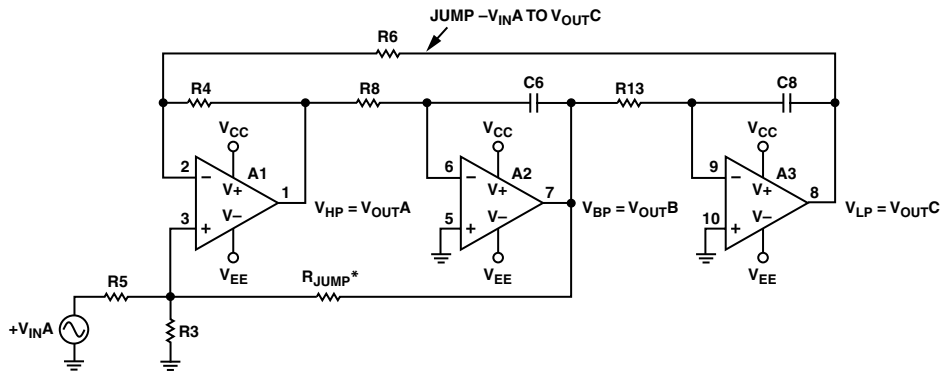 JUMP –VINA TO VOUTC
R6
C6
C8
R4
R8
R13
VCC
VCC
VCC
2
A1
6
A2
9
A3
–
V+
1
–
V+
7
–
V+
8
VHP = VOUTA
VBP = VOUTB
VLP = VOUTC
3
V–
5
V–
10
V–
+
+
+
VEE
VEE
VEE
R5
RJUMP*
+VINA
R3